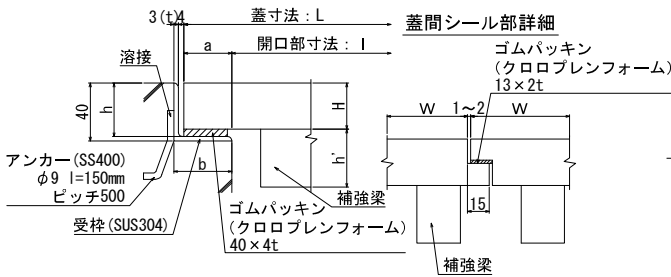 3(t)4
蓋寸法：L
a
開口部寸法：l
溶接
40
h
H
h'
b
アンカー(SS400)
φ9 l=150mm
ピッチ500
受枠(SUS304)
ゴムパッキン
(クロロプレンフォーム)
40×4t
補強梁
蓋間シール部詳細
ゴムパッキン
(クロロプレンフォーム)
13×2t
W
1~2
W
15
補強梁